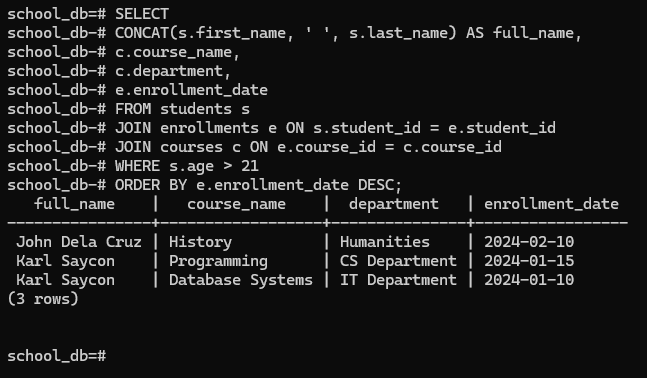 school_db=# SELECT
school_db-# CONCAT(s.first_name, ' ', s.last_name) AS full_name,
school_db-# c.course_name,
school_db-# c.department,
school_db-# e.enrollment_date
school_db-# FROM students s
school_db-# JOIN enrollments e ON s.student_id = e.student_id
school_db-# JOIN courses c ON e.course_id = c.course_id
school_db-# WHERE s.age > 21
school_db-# ORDER BY e.enrollment_date DESC;
   full_name    |   course_name    |  department   | enrollment_date
----------------+------------------+---------------+-----------------
 John Dela Cruz | History          | Humanities    | 2024-02-10
 Karl Saycon    | Programming      | CS Department | 2024-01-15
 Karl Saycon    | Database Systems | IT Department | 2024-01-10
(3 rows)
school_db=#